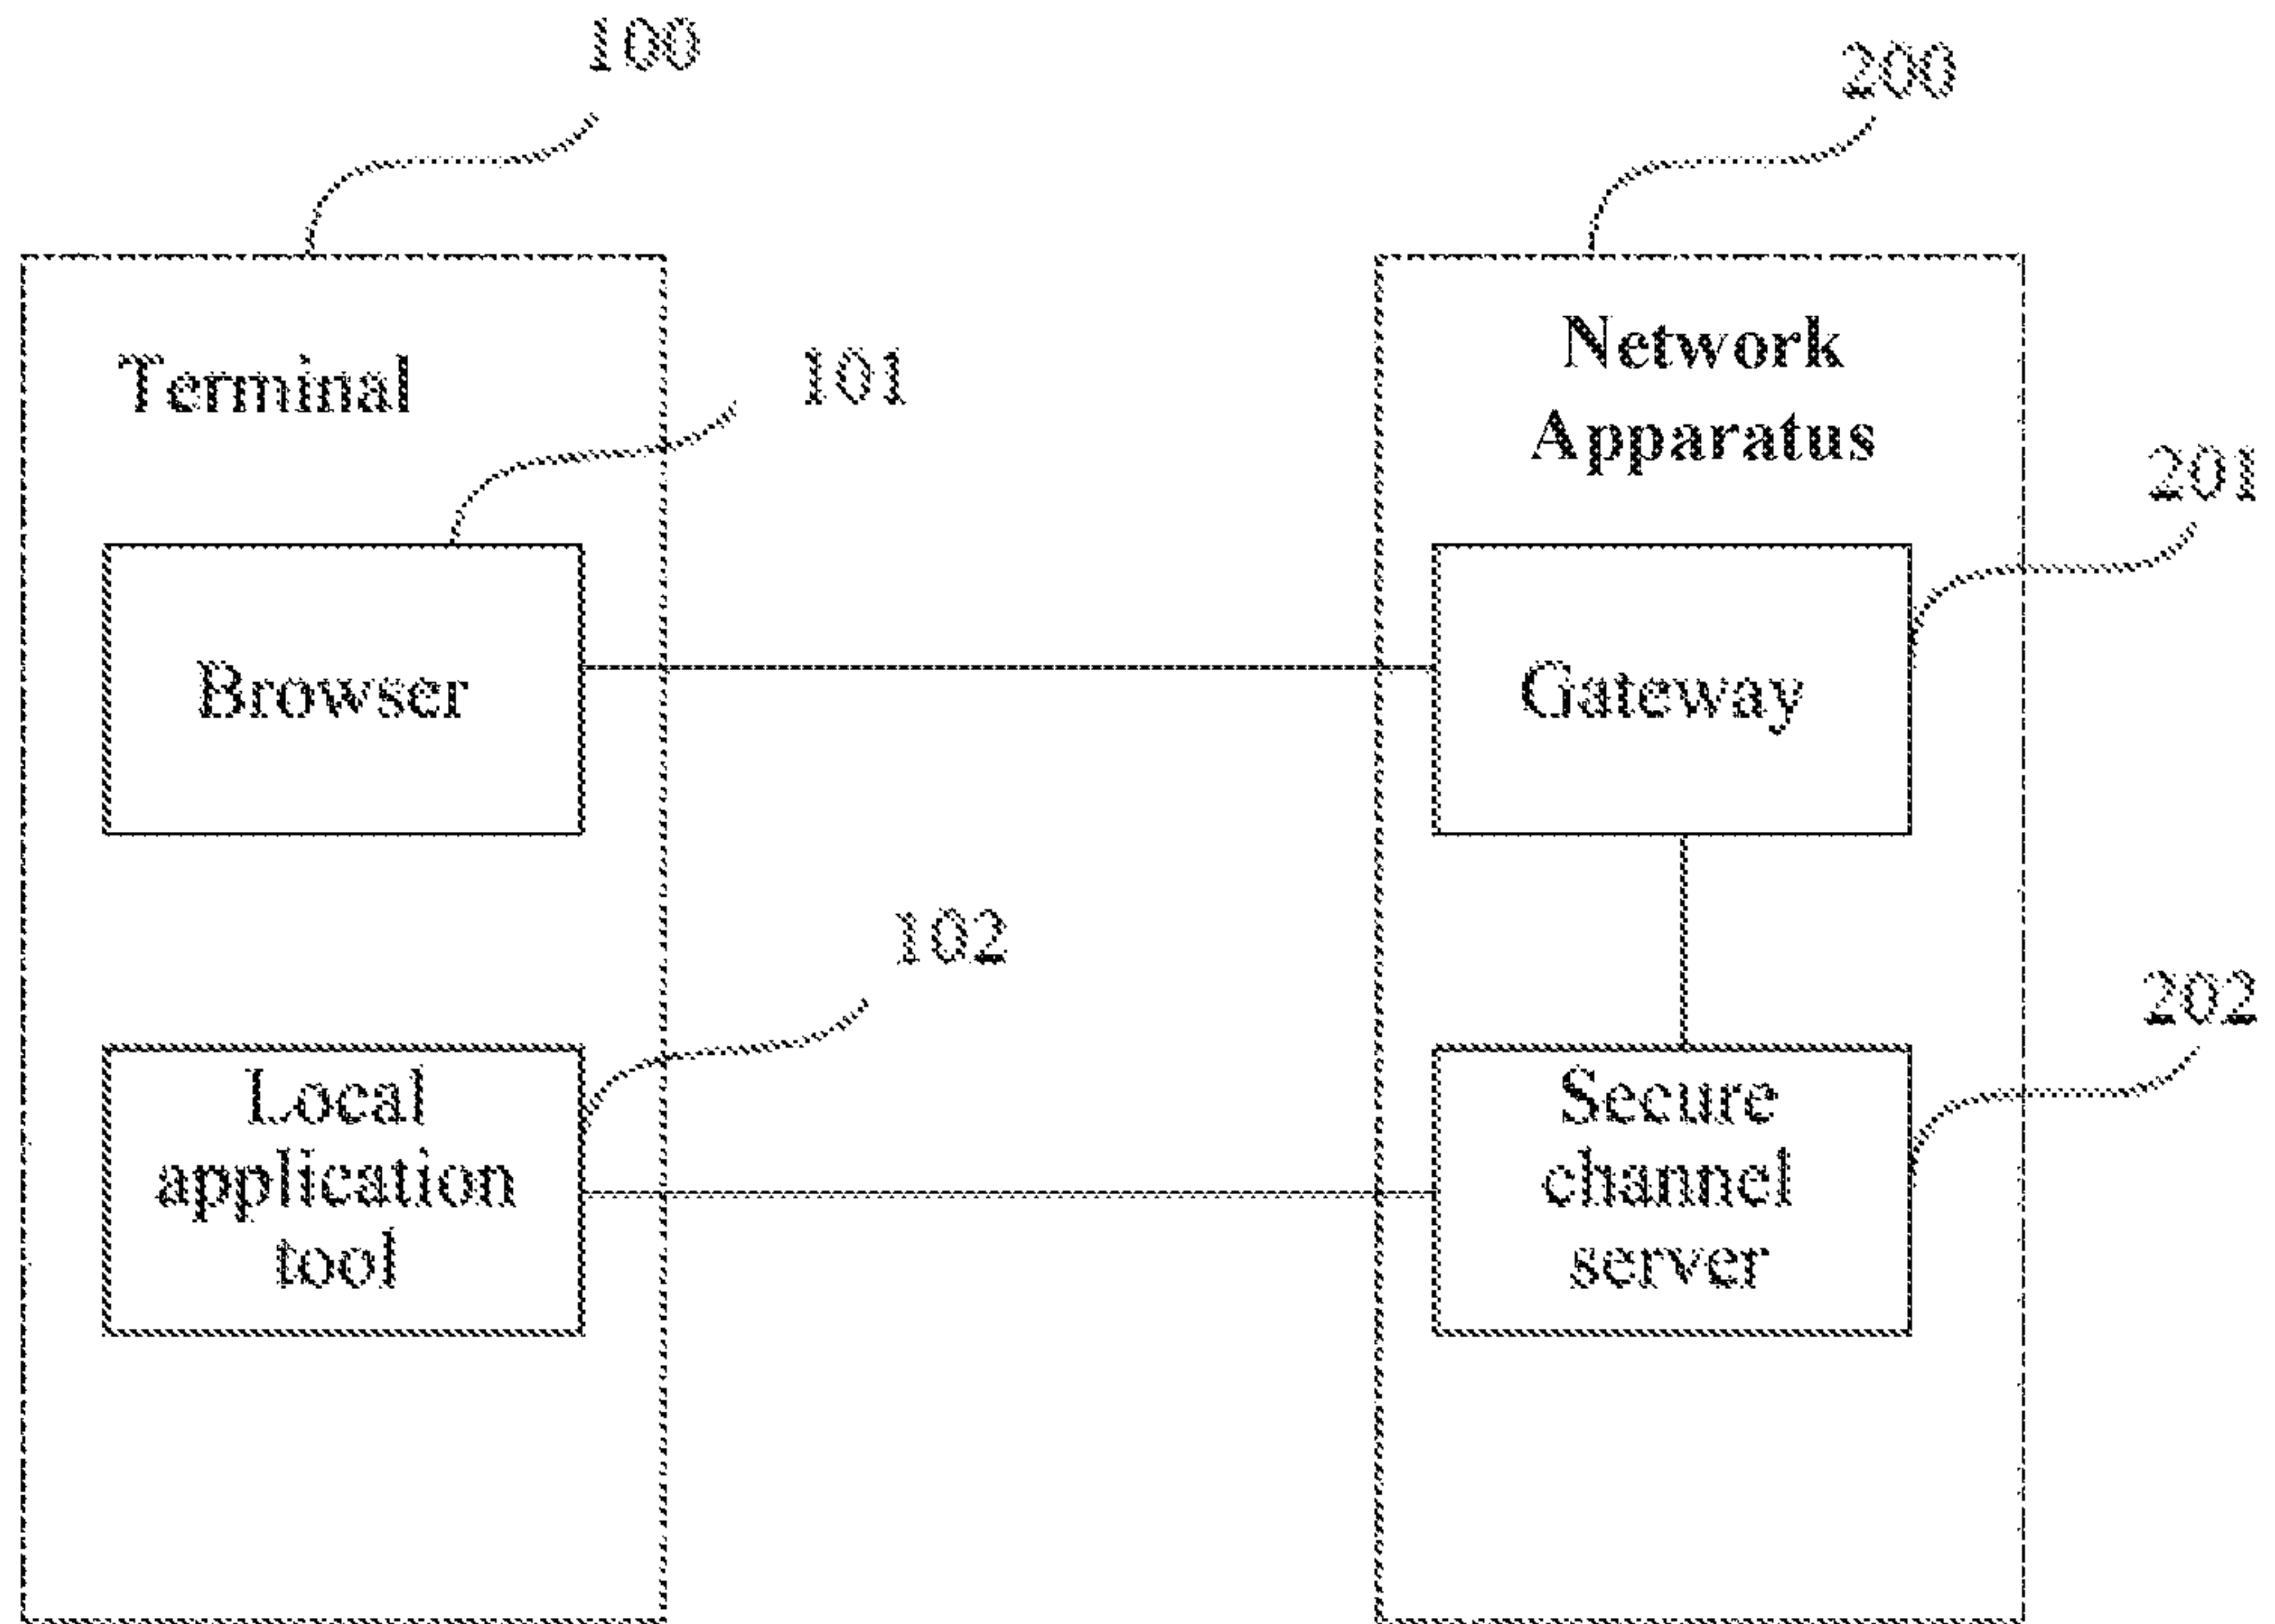 100
200
Terminal
101
Network
Apparatus
201
Browser
Gateway
102
202
Local
application
tool
Secure
channel
server